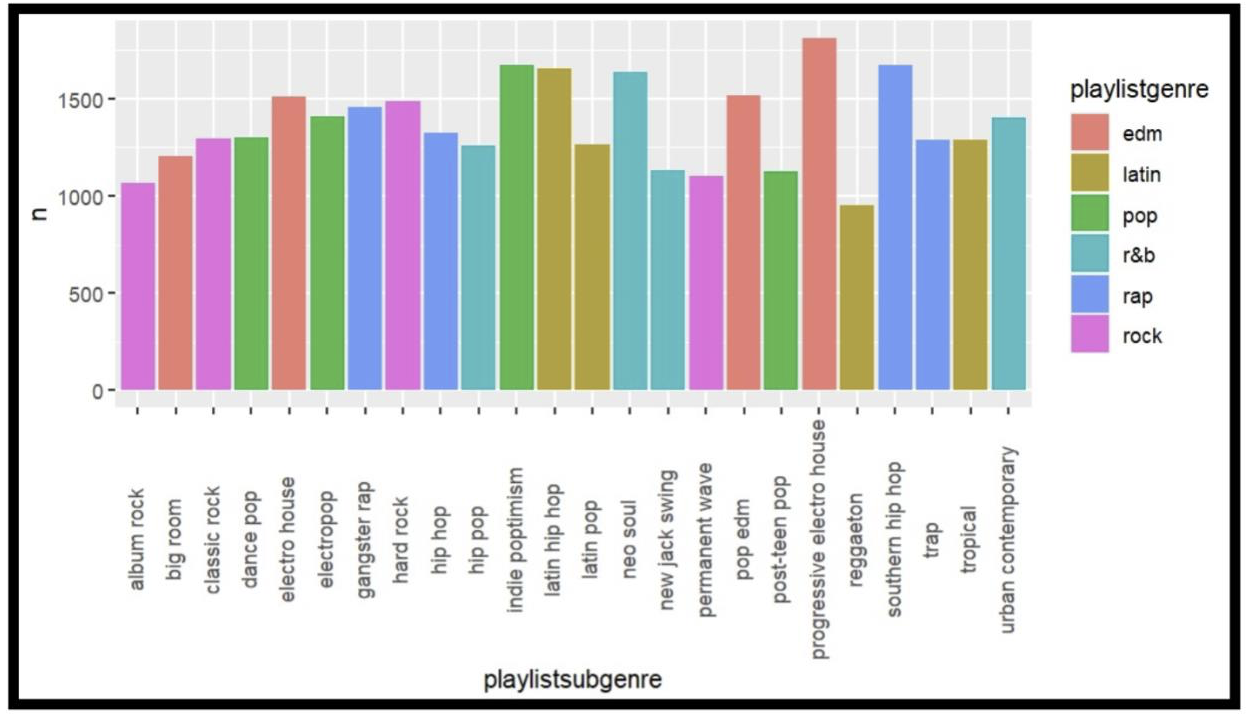 n
1500
1000
500
0
album rock
big room
classic rock
dance pop
electro house
electropop
gangster rap
hard rock
hip hop
hip pop
indie poptimism
latin hip hop
latin pop
neo soul
new jack swing
permanent wave
pop edm
post-teen pop
progressive electro house
reggaeton
southern hip hop
trap
tropical
urban contemporary
playlistsubgenre
playlistgenre
edm
latin
pop
r&b
rap
rock